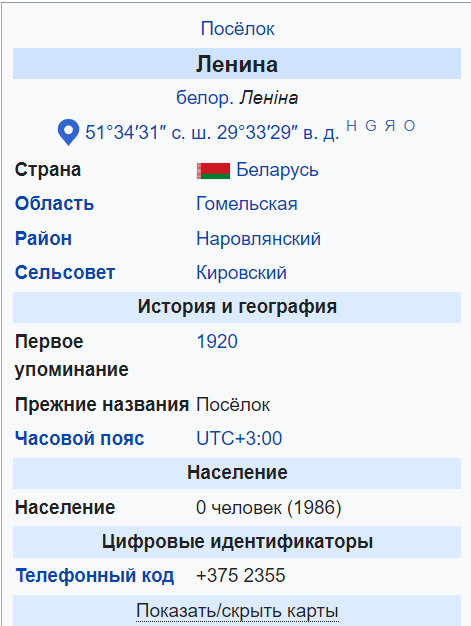 Посёлок
Ленина
белор. Леніна
51°34′31″ с. ш. 29°33′29″ в. д. H G Я O
Страна Беларусь
Область Гомельская
Район Наровлянский
Сельсовет Кировский
История и география
Первое упоминание 1920
Прежние названия Посёлок
Часовой пояс UTC+3:00
Население
Население 0 человек (1986)
Цифровые идентификаторы
Телефонный код +375 2355
Показать/скрыть карты